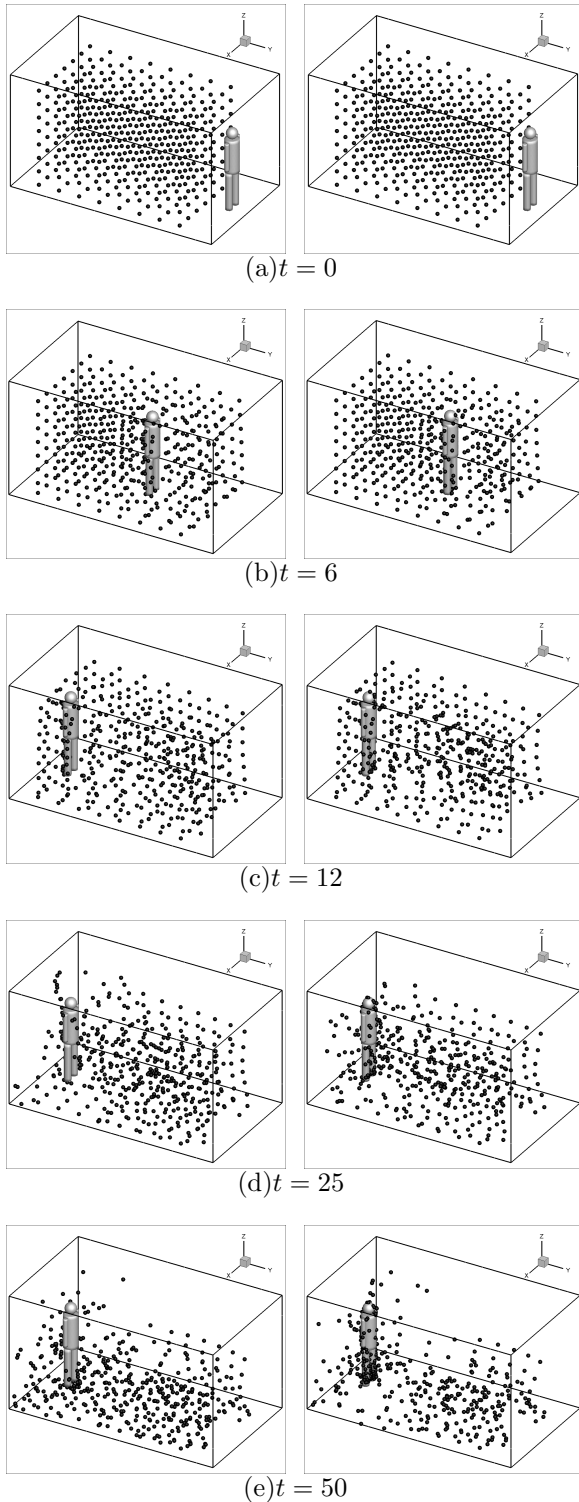 Z
X
Y
Z
X
Y
(a)t = 0
Z
X
Y
Z
X
Y
(b)t = 6
Z
X
Y
Z
X
Y
(c)t = 12
Z
X
Y
Z
X
Y
(d)t = 25
Z
X
Y
Z
X
Y
(e)t = 50